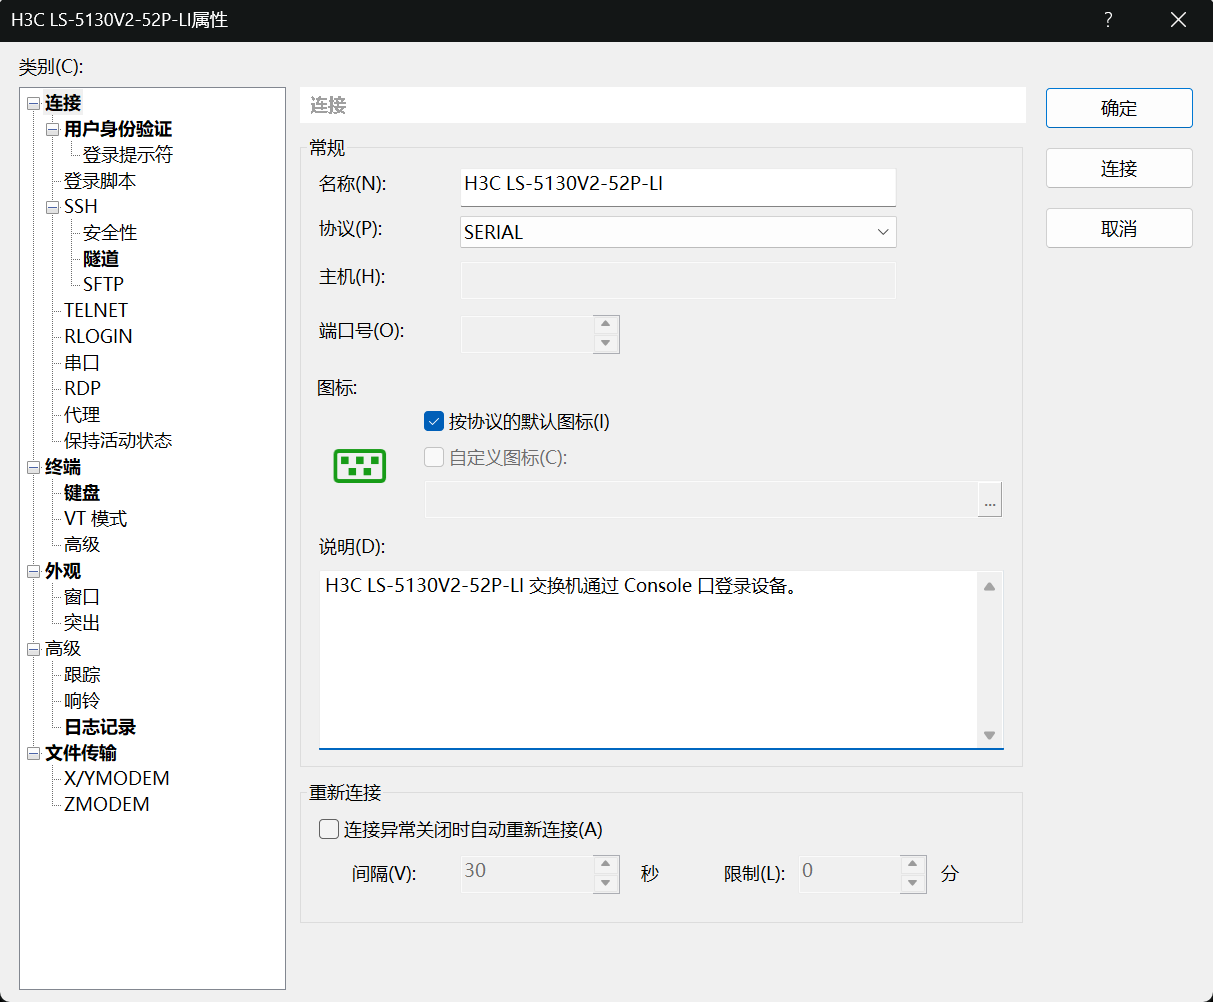 H3C LS-5130V2-52P-LI属性
类别(C):
连接
用户身份验证
登录提示符
登录脚本
SSH
安全性
隧道
SFTP
TELNET
RLOGIN
串口
RDP
代理
保持活动状态
终端
键盘
VT 模式
高级
外观
窗口
突出
高级
跟踪
响铃
日志记录
文件传输
X/YMODEM
ZMODEM
连接
常规
名称(N): H3C LS-5130V2-52P-LI
协议(P): SERIAL
主机(H):
端口号(O):
图标:
按协议的默认图标(I)
自定义图标(C):
...
说明(D):
H3C LS-5130V2-52P-LI 交换机通过 Console 口登录设备。
重新连接
连接异常关闭时自动重新连接(A)
间隔(V): 30 秒 限制(L): 0 分
确定
连接
取消